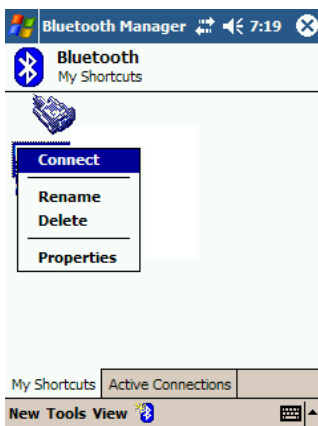 Bluetooth Manager 7:19
Bluetooth
My Shortcuts
Connect
Rename
Delete
Properties
My Shortcuts Active Connections
New Tools View